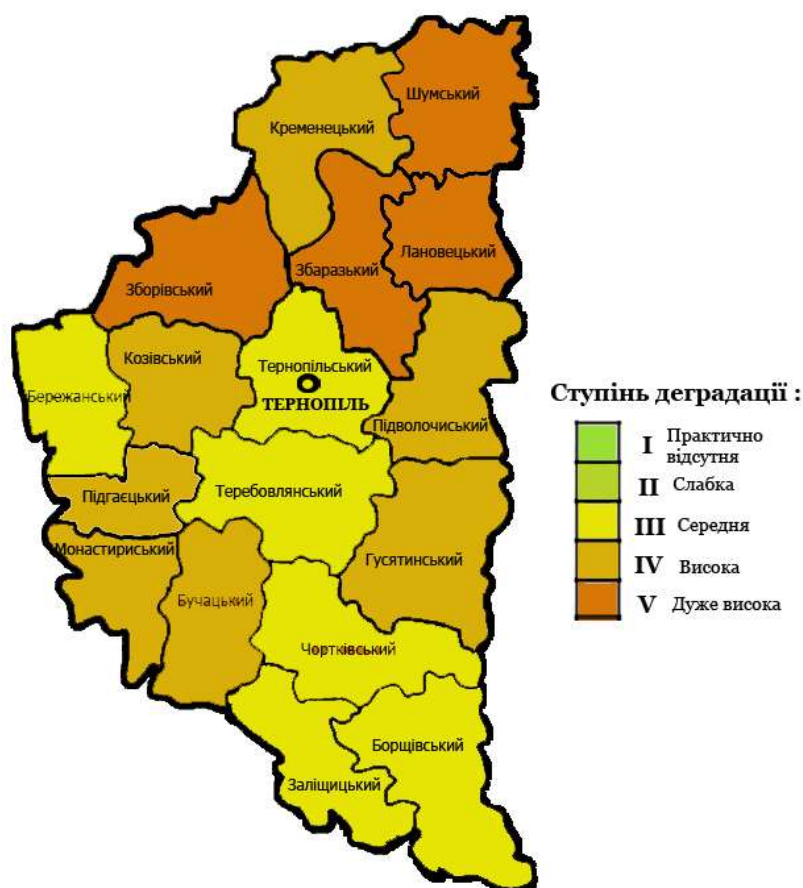 Шумський
Кременецький
Лановецький
Збаразький
Зборівський
Козівський
Тернопільський
ТЕРНОПІЛЬ
Бережанський
Підволочиський
Підгаєцький
Теребовлянський
Монастириський
Гусятинський
Бучацький
Чортківський
Борщівський
Заліщицький
Ступінь деградації :
I Практично
відсутня
II Слабка
III Середня
IV Висока
V Дуже висока